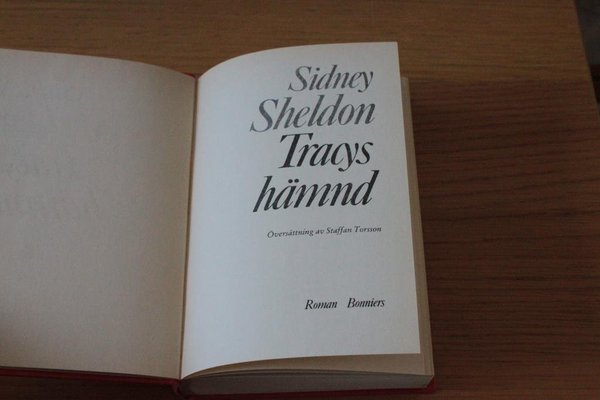 Sidney
Sheldon
Tracys
hämnd
Översättning av Staffan Torsson
Roman Bonniers